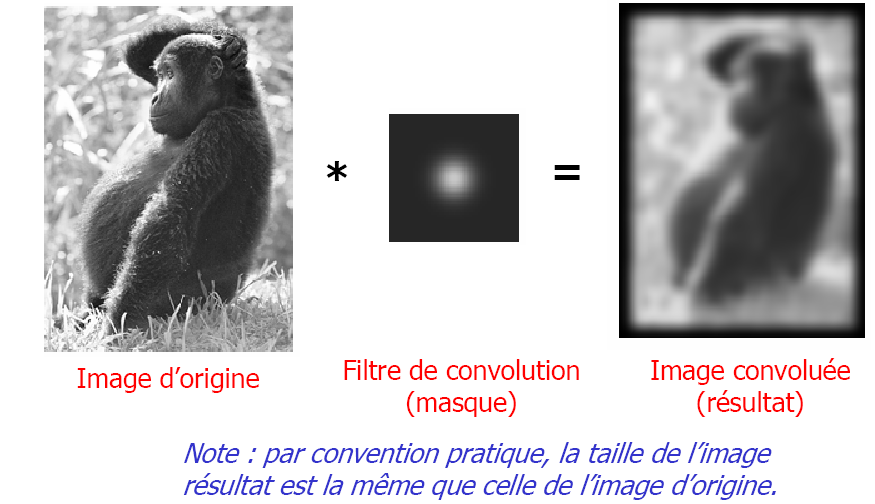 * =
Image d'origine
Filtre de convolution
(masque)
Image convoluée
(résultat)
Note : par convention pratique, la taille de l'image
résultat est la même que celle de l'image d'origine.